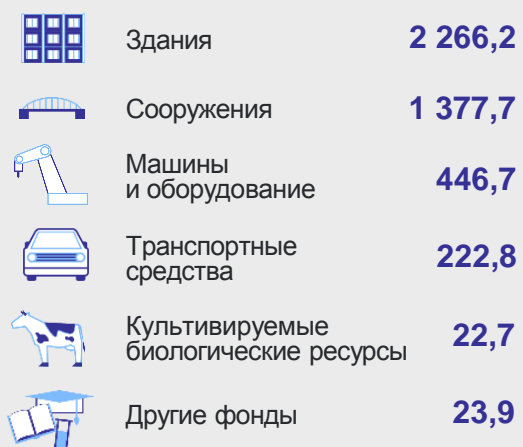 Здания 2 266,2
Сооружения 1 377,7
Машины
и оборудование 446,7
Транспортные
средства 222,8
Культивируемые
биологические ресурсы 22,7
Другие фонды 23,9